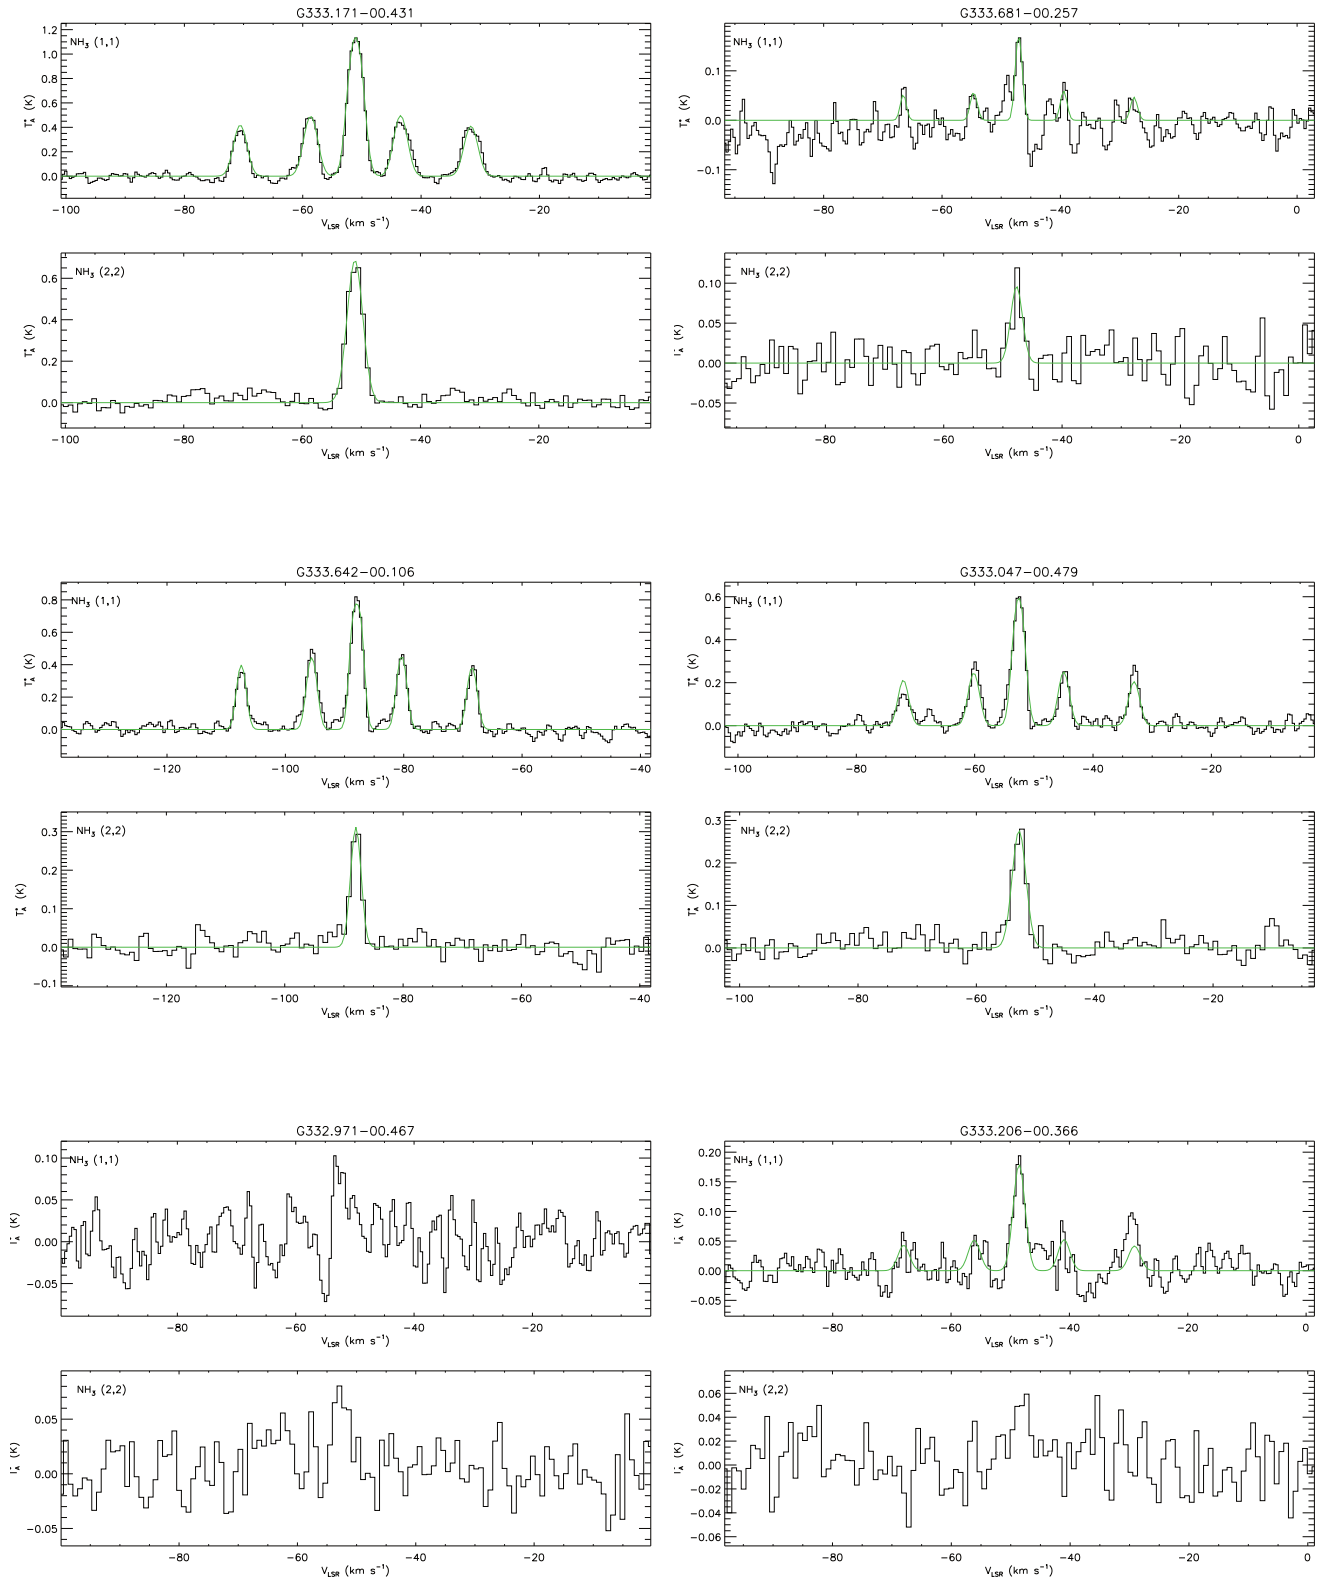 G333.171−00.431
NH₃ (1,1)
T*A (K)
1.2
1.0
0.8
0.6
0.4
0.2
0.0
−100 −80 −60 −40 −20
VLSR (km s⁻¹)
NH₃ (2,2)
T*A (K)
0.6
0.4
0.2
0.0
−100 −80 −60 −40 −20
VLSR (km s⁻¹)
G333.681−00.257
NH₃ (1,1)
T*A (K)
0.1
0.0
−0.1
−80 −60 −40 −20 0
VLSR (km s⁻¹)
NH₃ (2,2)
(K)
0.10
0.05
0.00
−0.05
−80 −60 −40 −20 0
VLSR (km s⁻¹)
G333.642−00.106
NH₃ (1,1)
T*A (K)
0.8
0.6
0.4
0.2
0.0
−120 −100 −80 −60 −40
VLSR (km s⁻¹)
NH₃ (2,2)
T*A (K)
0.3
0.2
0.1
0.0
−0.1
−120 −100 −80 −60 −40
VLSR (km s⁻¹)
G333.047−00.479
NH₃ (1,1)
T*A (K)
0.6
0.4
0.2
0.0
−100 −80 −60 −40 −20
VLSR (km s⁻¹)
NH₃ (2,2)
T*A (K)
0.3
0.2
0.1
0.0
−100 −80 −60 −40 −20
VLSR (km s⁻¹)
G332.971−00.467
NH₃ (1,1)
(K)
0.10
0.05
0.00
−0.05
−80 −60 −40 −20
VLSR (km s⁻¹)
NH₃ (2,2)
(K)
0.05
0.00
−0.05
−80 −60 −40 −20
VLSR (km s⁻¹)
G333.206−00.366
NH₃ (1,1)
(K)
0.20
0.15
0.10
0.05
0.00
−0.05
−80 −60 −40 −20 0
VLSR (km s⁻¹)
NH₃ (2,2)
(K)
0.06
0.04
0.02
0.00
−0.02
−0.04
−0.06
−80 −60 −40 −20 0
VLSR (km s⁻¹)